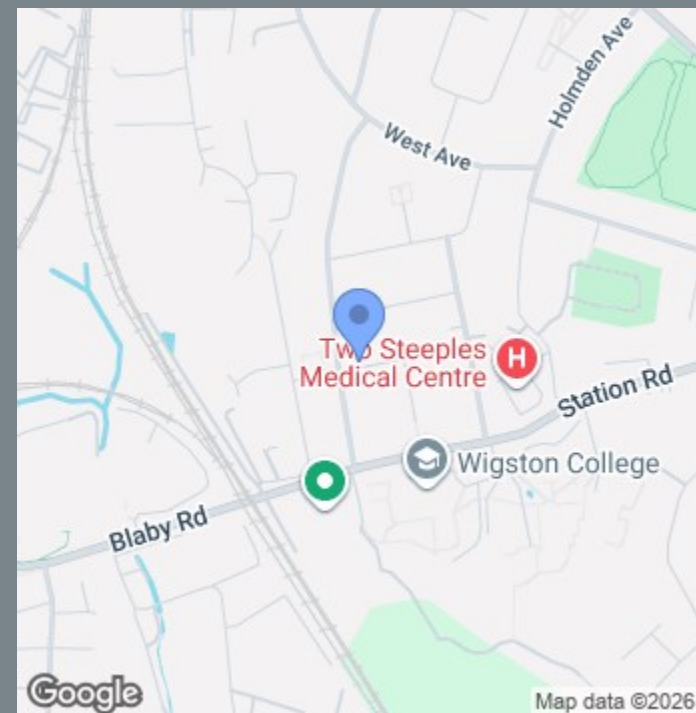 Holmden Ave
West Ave
Two Steeples
Medical Centre
H
Station Rd
Wigston College
Blaby Rd
Google
Map data ©2026